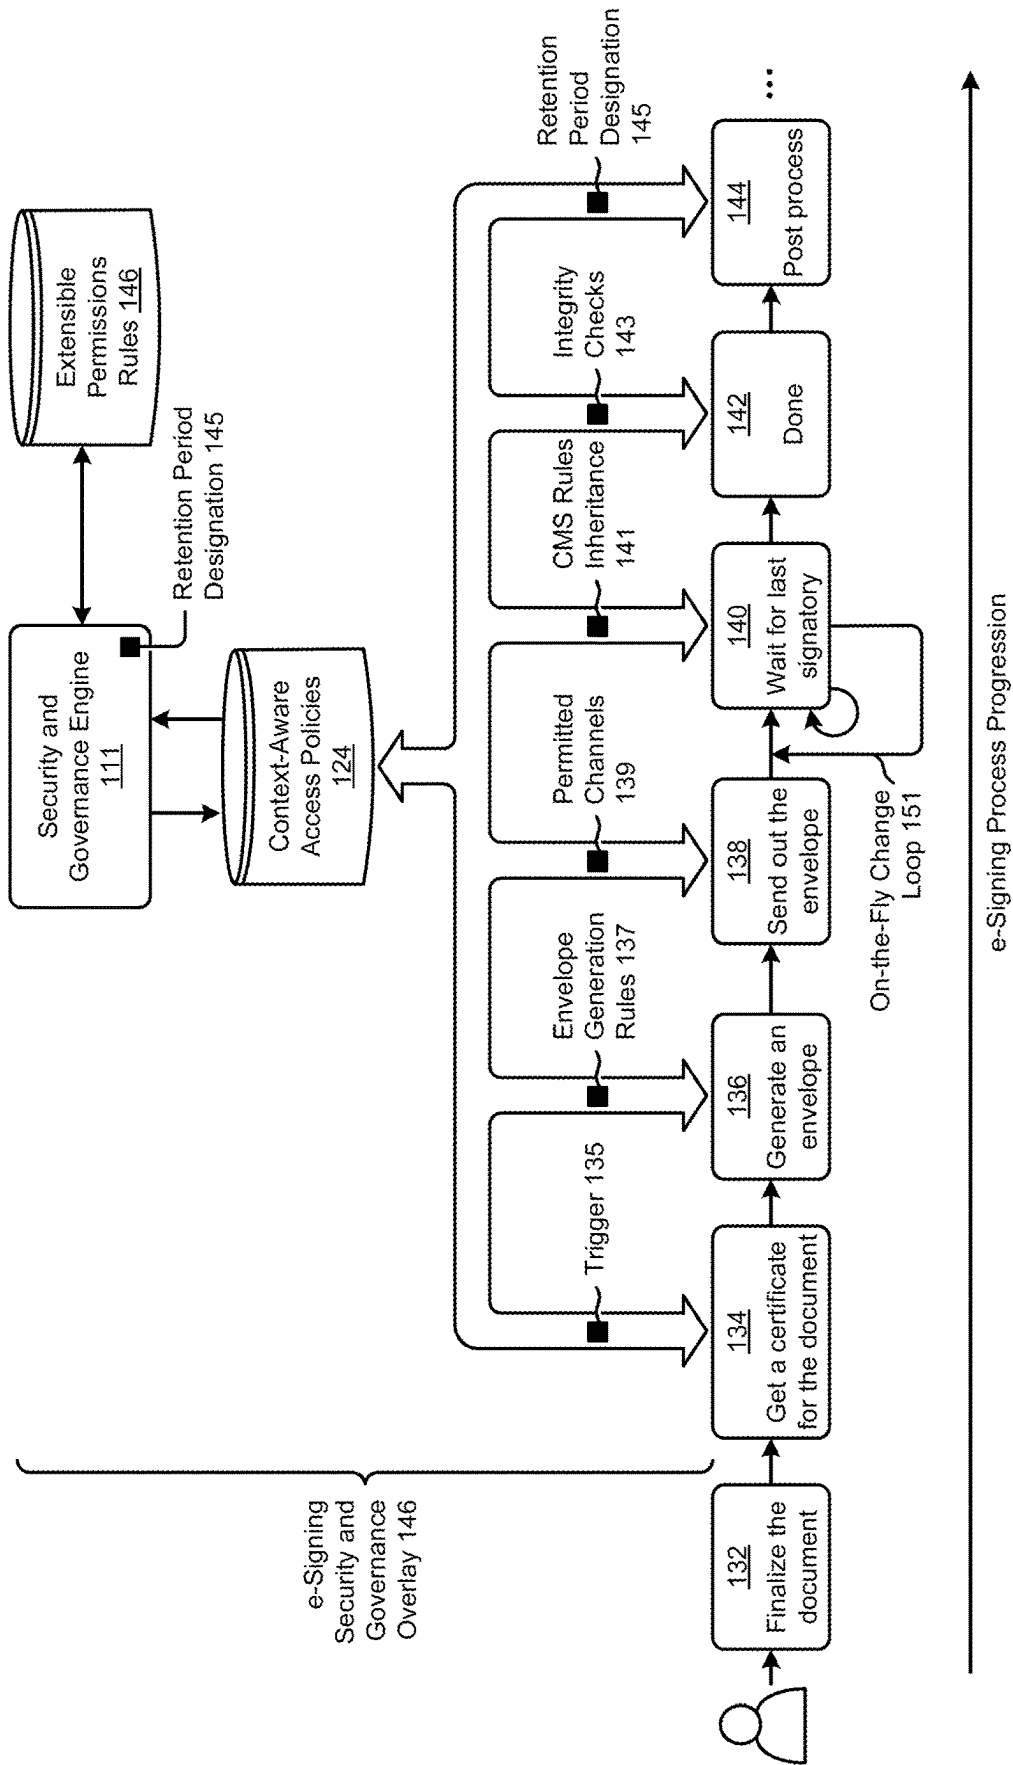 Extensible
Permissions
Rules 146
Security and
Governance Engine
111
Retention Period
Designation 145
Context-Aware
Access Policies
124
e-Signing
Security and
Governance
Overlay 146
Trigger 135
Envelope
Generation
Rules 137
Permitted
Channels
139
CMS Rules
Inheritance
141
Integrity
Checks
143
Retention
Period
Designation
145
132
Finalize the
document
134
Get a certificate
for the document
136
Generate an
envelope
138
Send out the
envelope
140
Wait for last
signatory
142
Done
144
Post process
...
On-the-Fly Change
Loop 151
e-Signing Process Progression